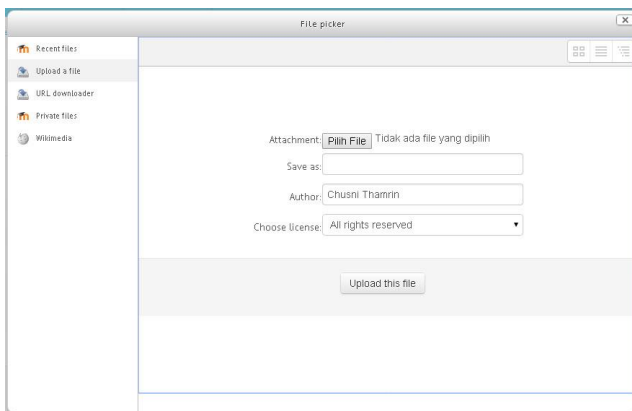 File picker
Recent files
Upload a file
URL downloader
Private files
Wikimedia
Attachment: Pilih File Tidak ada file yang dipilih
Save as:
Author: Chusni Thamrin
Choose license: All rights reserved
Upload this file